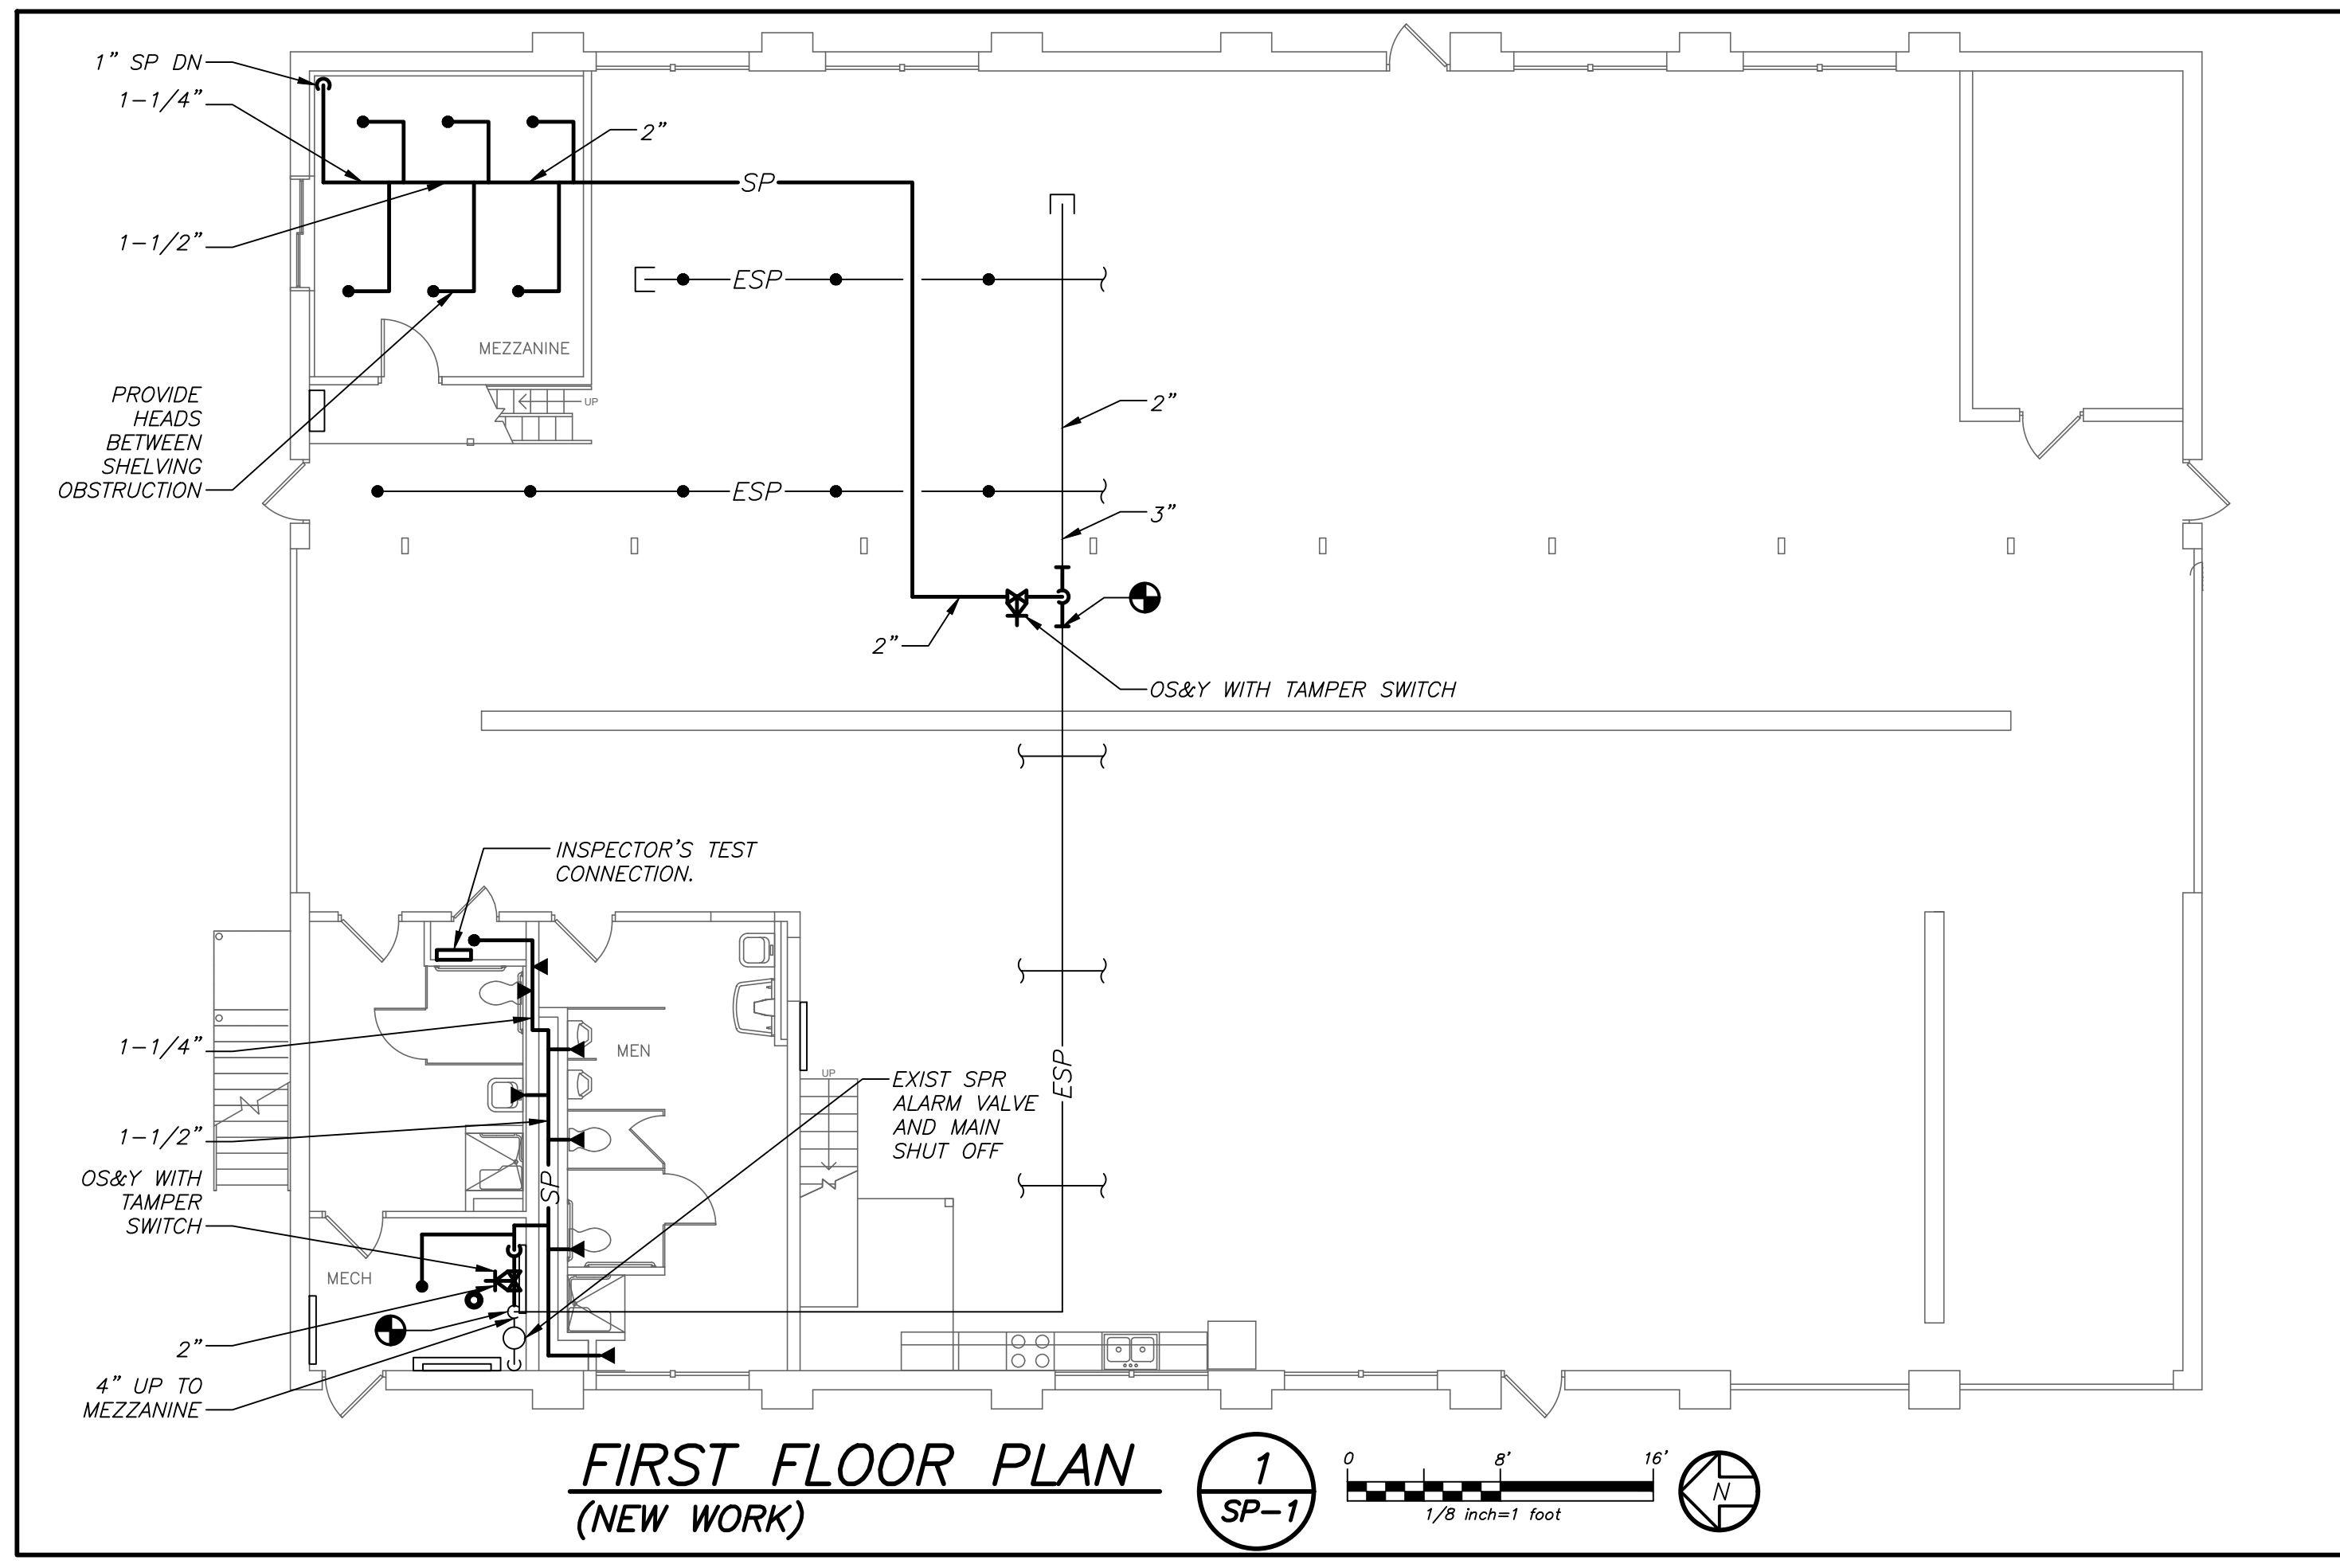 1" SP DN
1-1/4"
2"
SP
1-1/2"
ESP
MEZZANINE
PROVIDE
HEADS
BETWEEN
SHELVING
OBSTRUCTION
UP
2"
ESP
3"
2"
OS&Y WITH TAMPER SWITCH
INSPECTOR'S TEST
CONNECTION.
1-1/4"
MEN
UP
ESP
EXIST SPR
ALARM VALVE
AND MAIN
SHUT OFF
1-1/2"
SP
OS&Y WITH
TAMPER
SWITCH
MECH
2"
4" UP TO
MEZZANINE
FIRST FLOOR PLAN
(NEW WORK)
1
SP-1
0 8' 16'
1/8 inch=1 foot
N